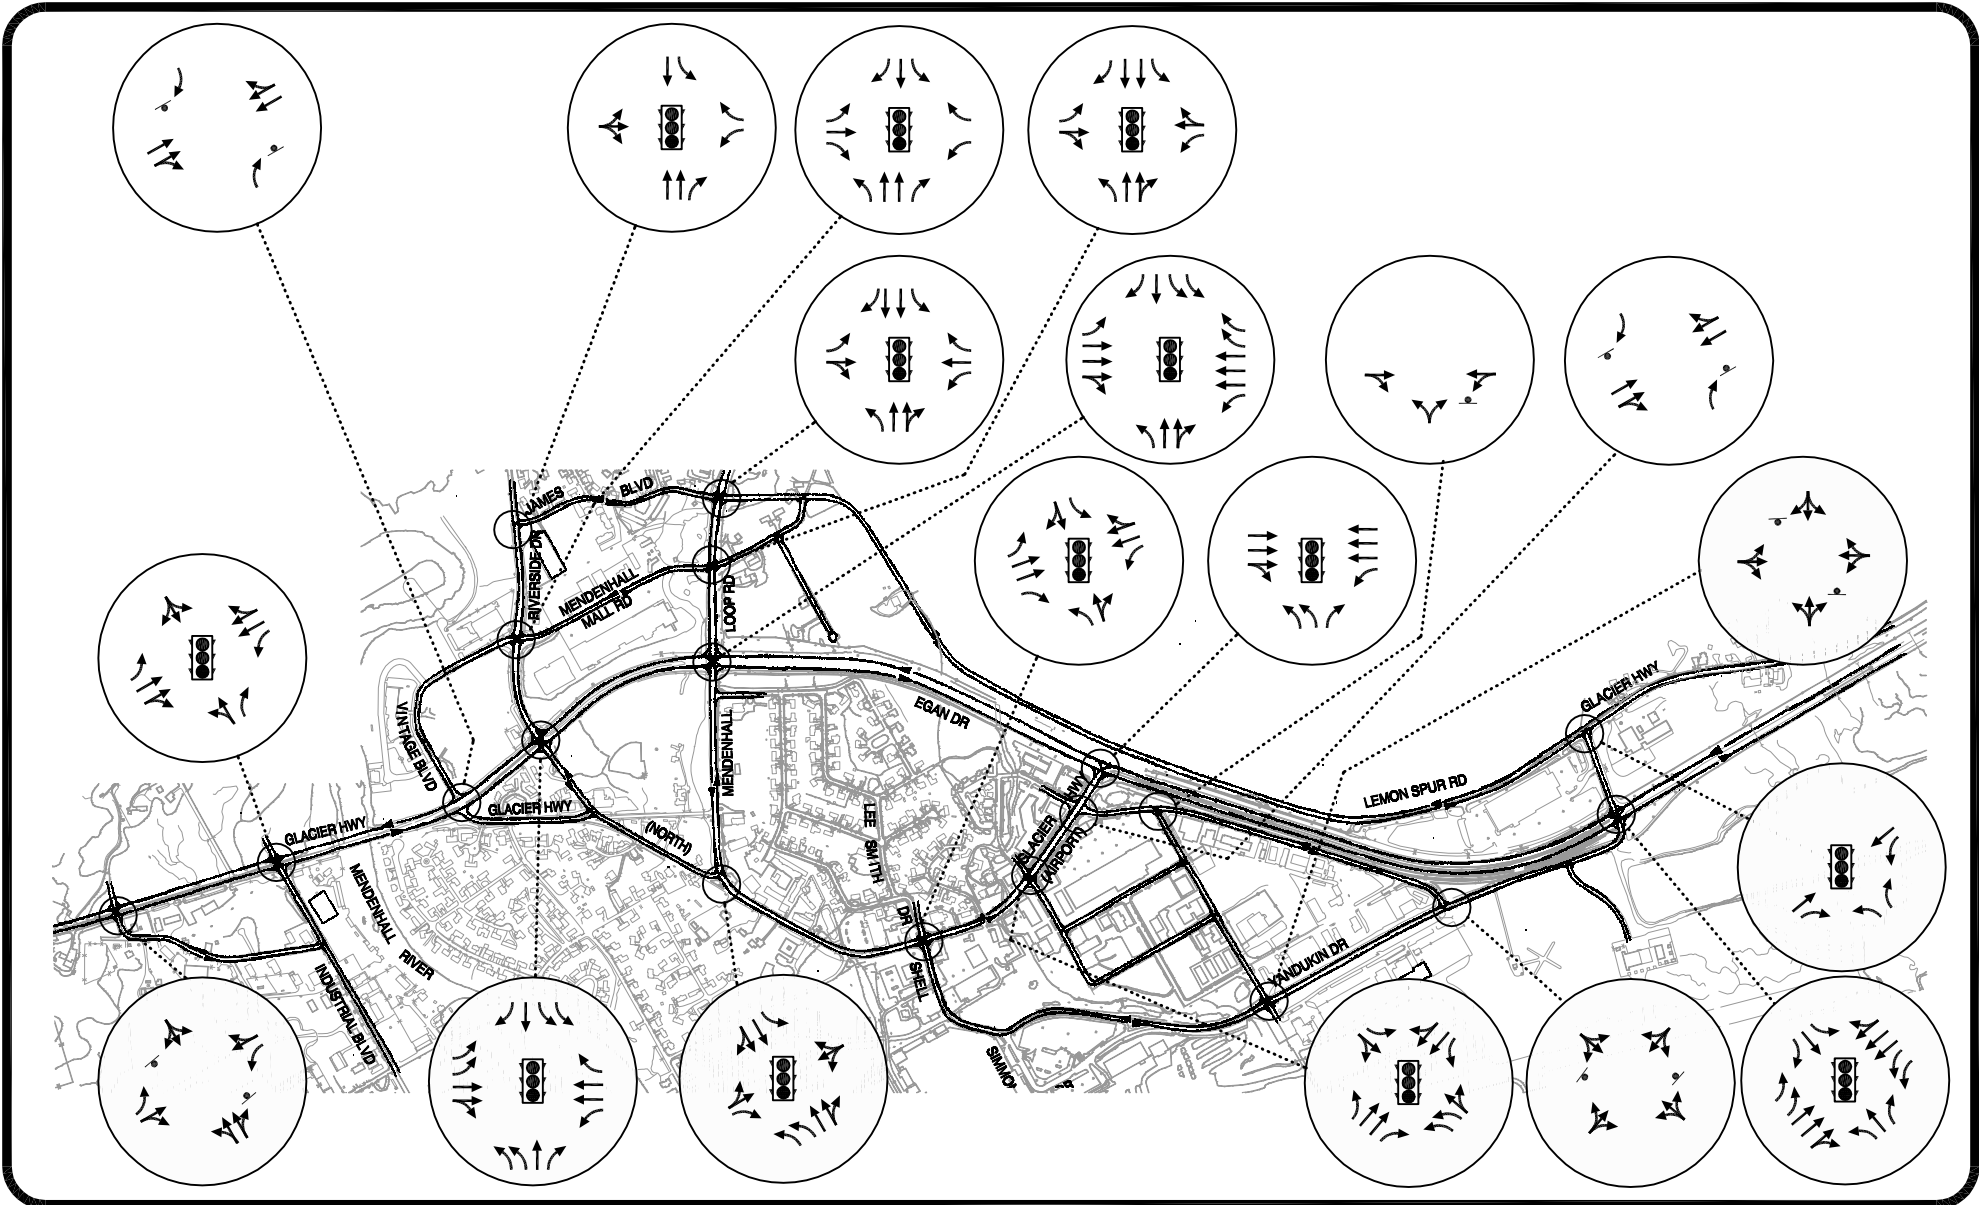 JAMES
BLVD
RIVERSIDE DR
MENDENHALL
MALL RD
LOOP RD
VINTAGE BLVD
EGAN DR
MENDENHALL
GLACIER HWY
GLACIER HWY
GLACIER HWY
LEMON SPUR RD
(NORTH)
LEE SMITH
DR
GLACIER HWY
(AIRPORT)
MENDENHALL
RIVER
INDUSTRIAL BLVD
SHELL
YANDUKIN DR